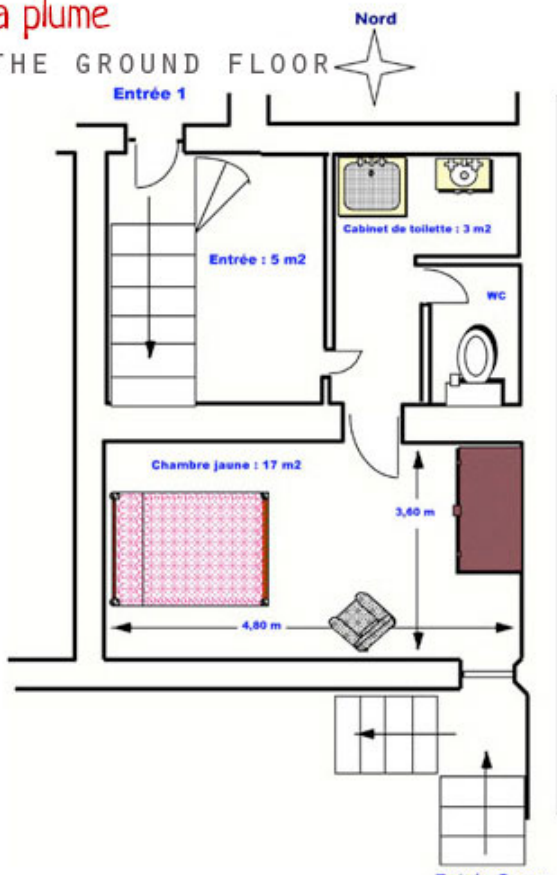 a plume
THE GROUND FLOOR
Nord
Entrée 1
Cabinet de toilette : 3 m2
Entrée : 5 m2
WC
Chambre jaune : 17 m2
3,60 m
4,80 m